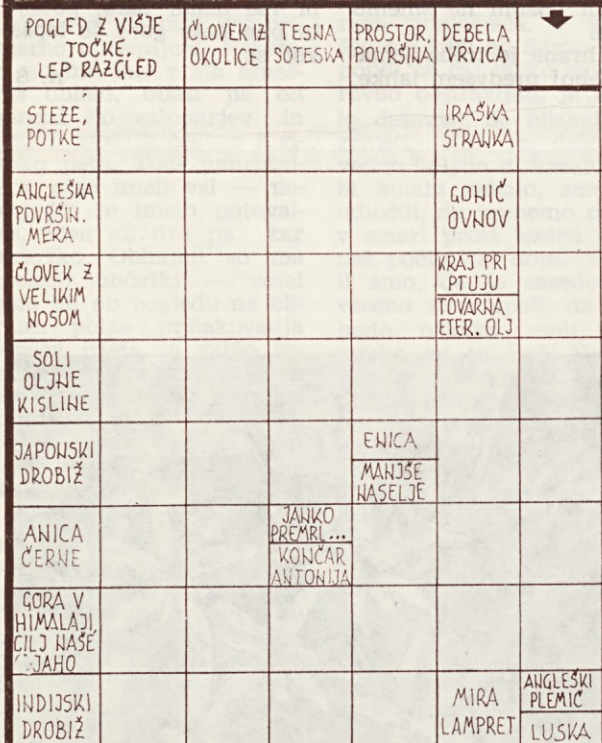 POGLED Z VIŠJE
TOČKE,
LEP RAZGLED
ČLOVEK IZ
OKOLICE
TESNA
SOTESKA
PROSTOR,
POVRŠINA
DEBELA
VRVICA
STEZE,
POTKE
IRAŠKA
STRANKA
ANGLEŠKA
POVRŠIN.
MERA
GONIČ
OVNOV
ČLOVEK Z
VELIKIM
NOSOM
KRAJ PRI
PTUJU
TOVARNA
ETER. OLJ
SOLI
OLJNE
KISLINE
JAPONSKI
DROBIŽ
ENICA
MANJŠE
NASELJE
ANICA
ČERNE
JANKO
PREMRL ...
KONČAR
ANTONIJA
GORA V
HIMALAJI,
CILJ NAŠE
JAHO
INDIJSKI
DROBIŽ
MIRA
LAMPRET
ANGLEŠKI
PLEMIČ
LUSKA